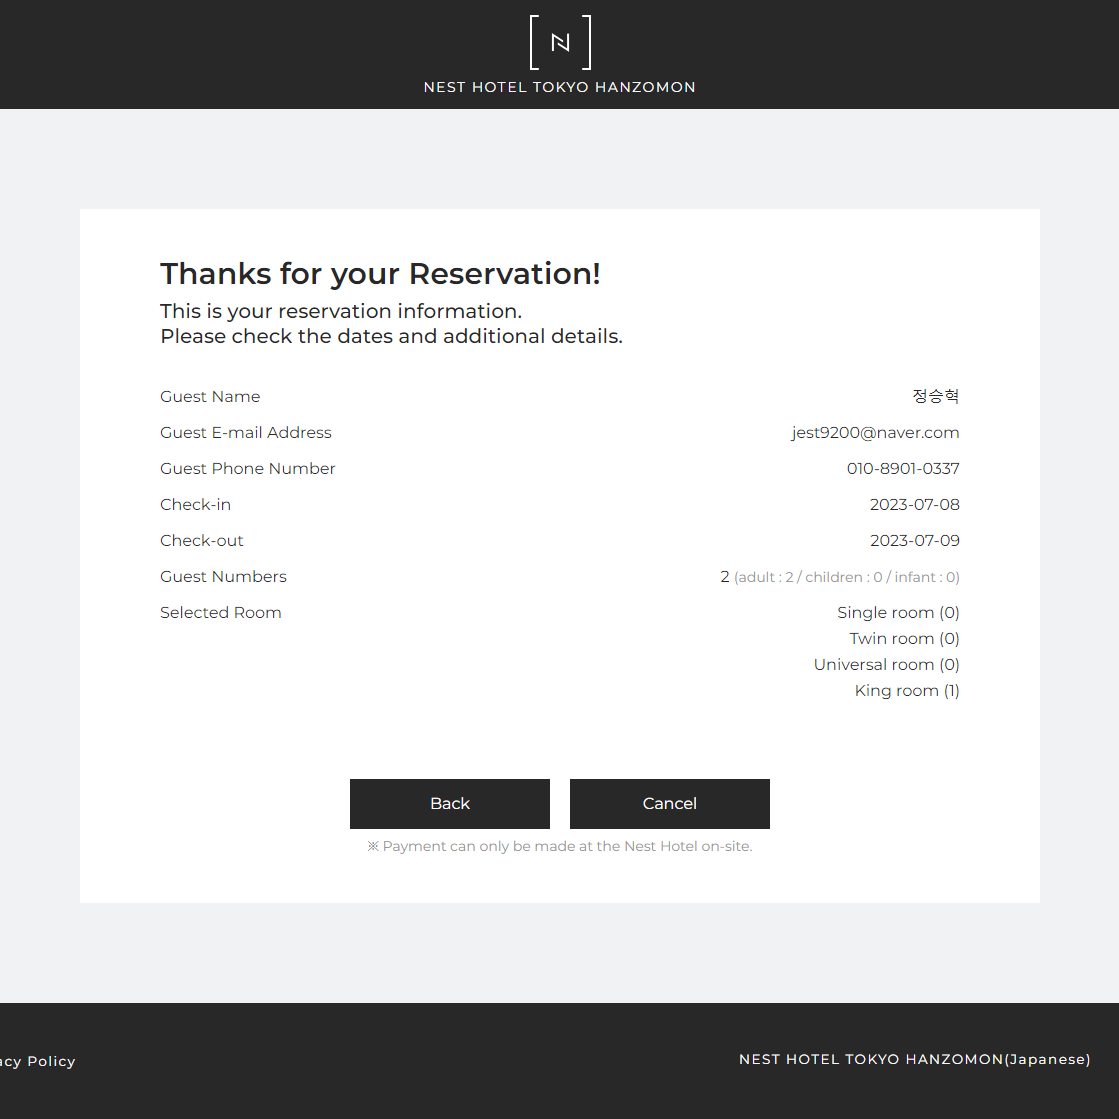 N
NEST HOTEL TOKYO HANZOMON
Thanks for your Reservation!
This is your reservation information.
Please check the dates and additional details.
Guest Name 정승혁
Guest E-mail Address jest9200@naver.com
Guest Phone Number 010-8901-0337
Check-in 2023-07-08
Check-out 2023-07-09
Guest Numbers 2 (adult : 2 / children : 0 / infant : 0)
Selected Room Single room (0)
Twin room (0)
Universal room (0)
King room (1)
Back Cancel
※ Payment can only be made at the Nest Hotel on-site.
acy Policy NEST HOTEL TOKYO HANZOMON(Japanese)